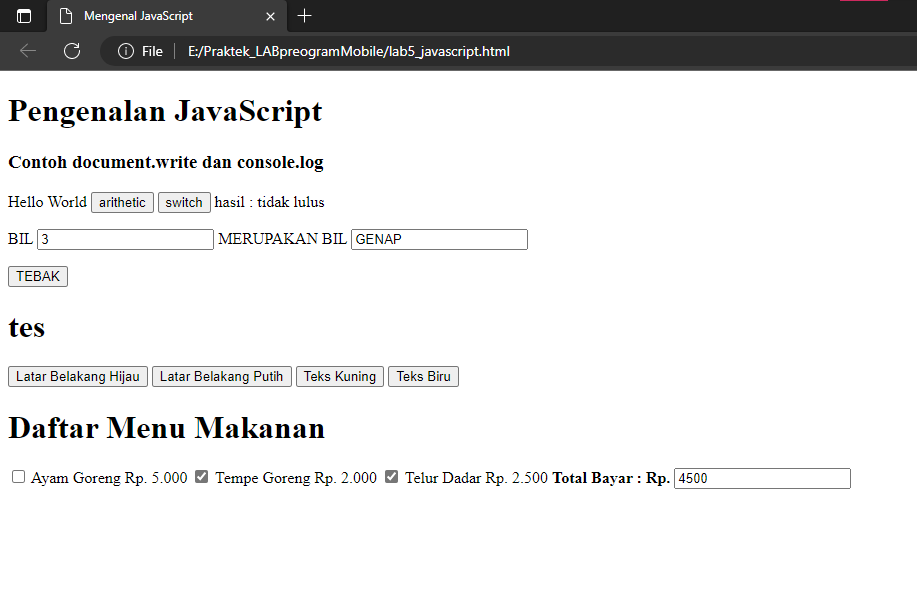 Mengenal JavaScript
File E:/Praktek_LABpreogramMobile/lab5_javascript.html
Pengenalan JavaScript
Contoh document.write dan console.log
Hello World arithetic switch hasil : tidak lulus
BIL 3 MERUPAKAN BIL GENAP
TEBAK
tes
Latar Belakang Hijau Latar Belakang Putih Teks Kuning Teks Biru
Daftar Menu Makanan
Ayam Goreng Rp. 5.000 Tempe Goreng Rp. 2.000 Telur Dadar Rp. 2.500 Total Bayar : Rp. 4500